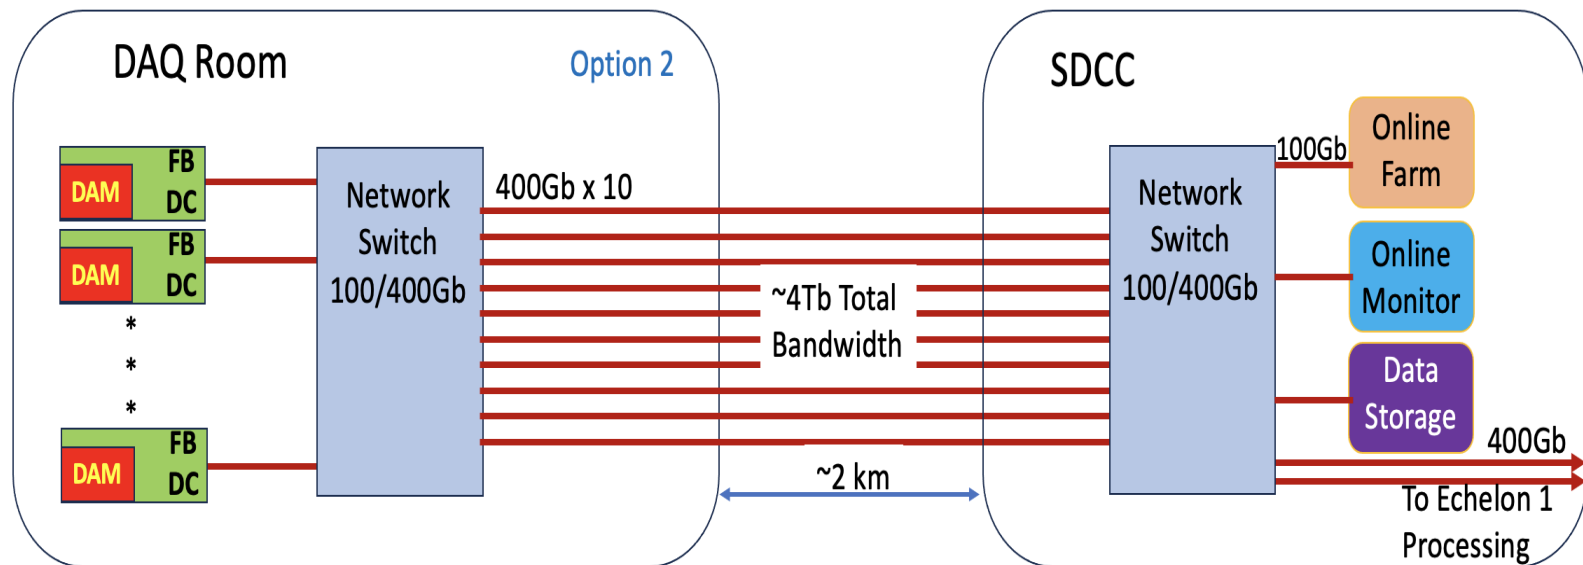 DAQ Room
Option 2
SDCC
FB
DAM
DC
FB
DAM
DC
*
*
*
FB
DAM
DC
Network
Switch
100/400Gb
400Gb x 10
~4Tb Total
Bandwidth
~2 km
Network
Switch
100/400Gb
100Gb
Online
Farm
Online
Monitor
Data
Storage
400Gb
To Echelon 1
Processing